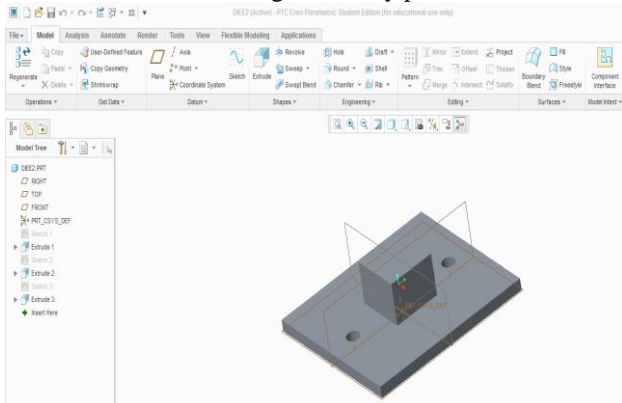 DIEE2 (Active) - PTC Creo Parametric Student Edition (for educational use only)
File Model Analysis Annotate Render Tools View Flexible Modeling Applications
Regenerate
Copy
Paste
Delete
User-Defined Feature
Copy Geometry
Shrinkwrap
Plane
Axis
Point
Coordinate System
Sketch
Extrude
Revolve
Sweep
Swept Blend
Hole
Round
Chamfer
Draft
Shell
Rib
Pattern
Mirror
Trim
Merge
Extend
Offset
Intersect
Project
Thicken
Solidify
Boundary
Blend
Fill
Style
Freestyle
Component
Interface
Operations Get Data Datum Shapes Engineering Editing Surfaces Model Intent
Model Tree
DIEE2.PRT
RIGHT
TOP
FRONT
PRT_CSYS_DEF
Sketch 1
Extrude 1
Sketch 2
Extrude 2
Sketch 3
Extrude 3
Insert Here
PRT_CSYS_DEF